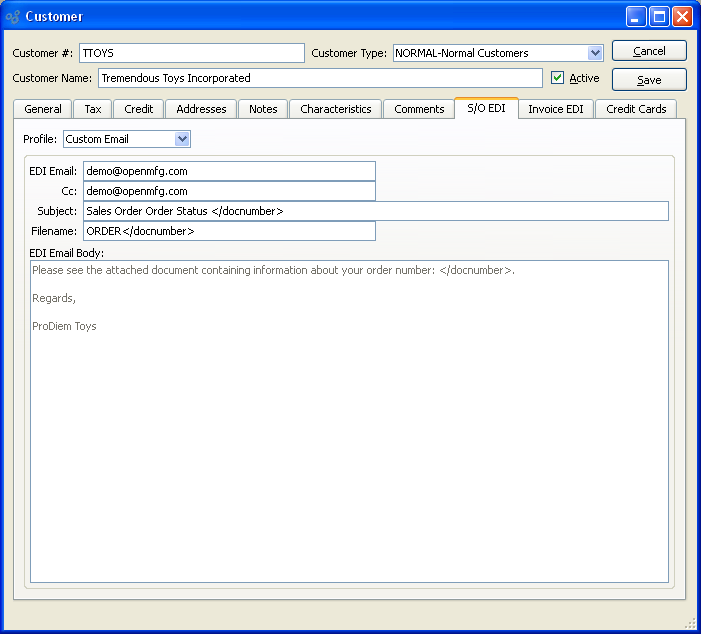 Customer
Customer #: TTOYS Customer Type: NORMAL-Normal Customers Cancel
Customer Name: Tremendous Toys Incorporated Active Save
General Tax Credit Addresses Notes Characteristics Comments S/O EDI Invoice EDI Credit Cards
Profile: Custom Email
EDI Email: demo@openmfg.com
Cc: demo@openmfg.com
Subject: Sales Order Order Status </docnumber>
Filename: ORDER</docnumber>
EDI Email Body:
Please see the attached document containing information about your order number: </docnumber>.
Regards,
ProDiem Toys